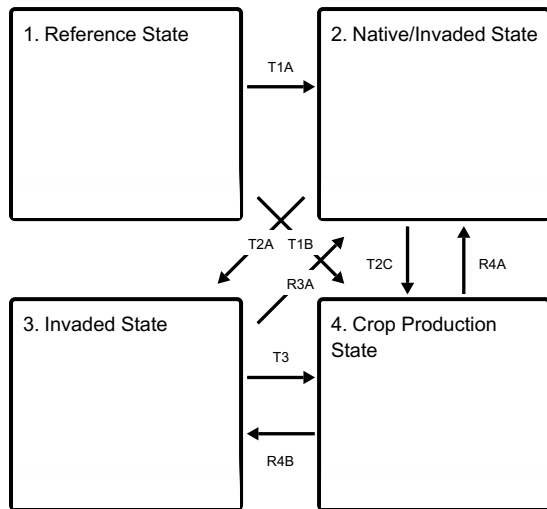 1. Reference State
2. Native/Invaded State
T1A
T2A
T1B
T2C
R4A
R3A
3. Invaded State
4. Crop Production
State
T3
R4B